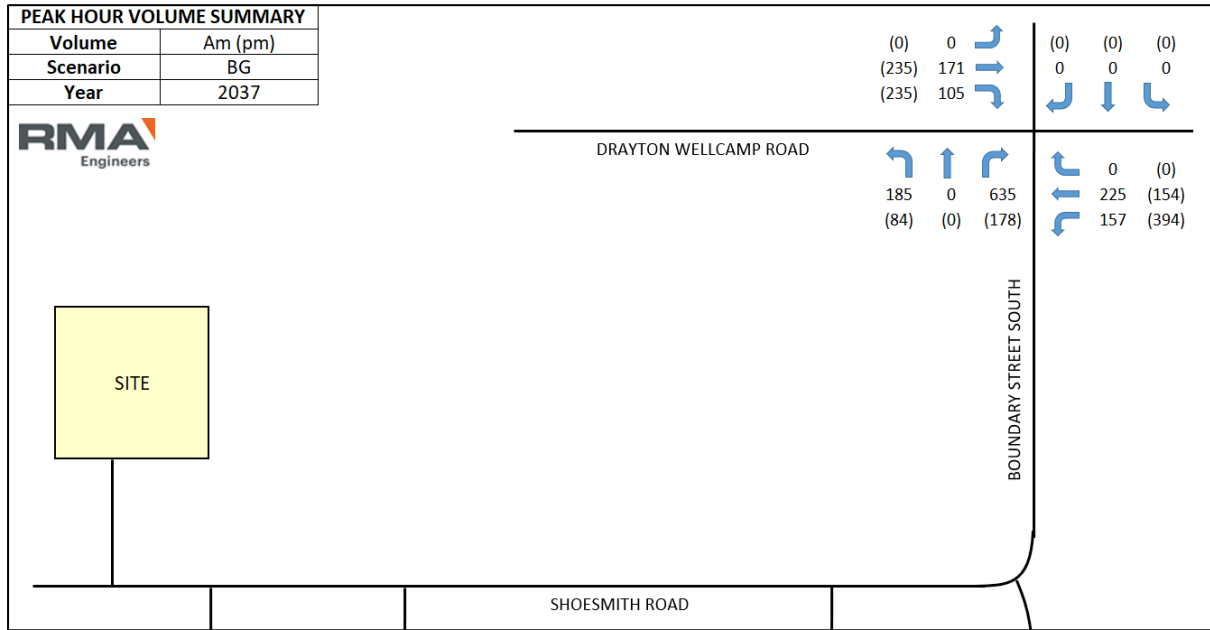 PEAK HOUR VOLUME SUMMARY
Volume Am (pm)
Scenario BG
Year 2037
RMA
Engineers
(0) 0
(235) 171
(235) 105
(0) (0) (0)
0 0 0
DRAYTON WELLCAMP ROAD
185 0 635
(84) (0) (178)
0 (0)
225 (154)
157 (394)
BOUNDARY STREET SOUTH
SITE
SHOESMITH ROAD